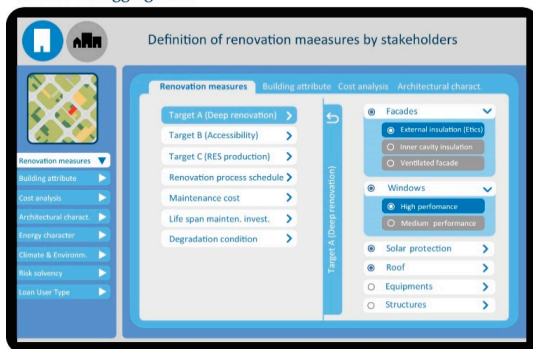 Definition of renovation maeasures by stakeholders
Renovation measures
Building attribute
Cost analysis
Architectural charact.
Energy character
Climate & Environm.
Risk solvency
Loan User Type
Renovation measures Building attribute Cost analysis Architectural charact.
Target A (Deep renovation)
Target B (Accessibility)
Target C (RES production)
Renovation process schedule
Maintenance cost
Life span mainten. invest.
Degradation condition
Target A (Deep renovation)
Facades
External insulation (Etics)
Inner cavity insulation
Ventilated facade
Windows
High perfomance
Medium performance
Solar protection
Roof
Equipments
Structures